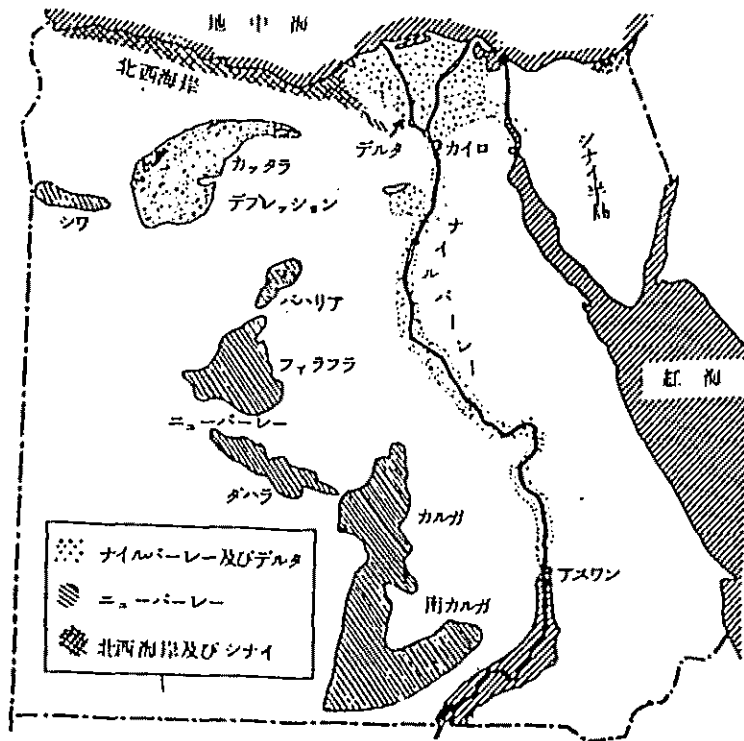 地中海
北西海岸
デルタ
カイロ
シナイ半島
カッタラ
デプレッション
シワ
ナイルバーレー
バハリア
ファラフラ
紅海
ニューバーレー
ダハラ
カルガ
アスワン
南カルガ
ナイルバーレー及びデルタ
ニューバーレー
北西海岸及びシナイ